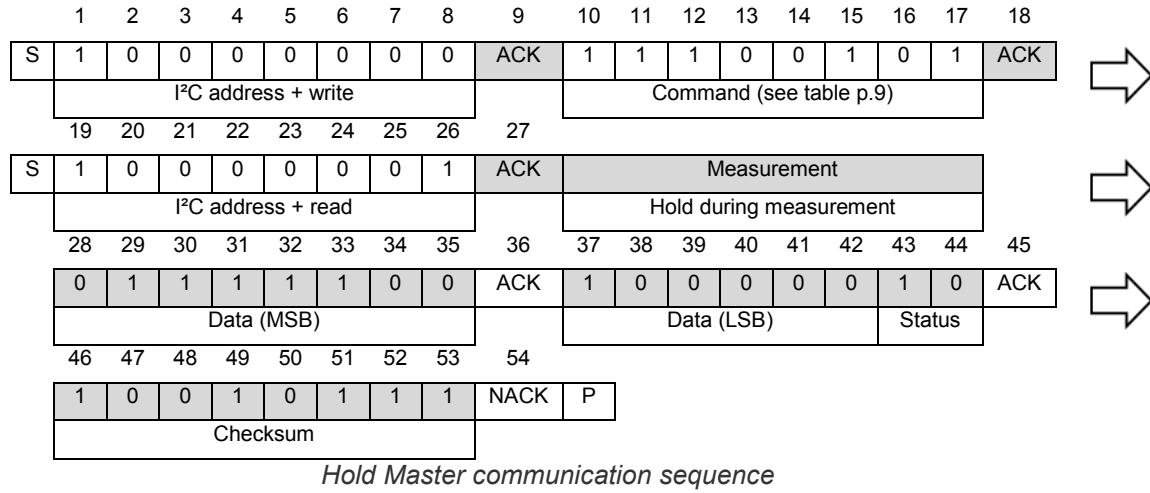 1 2 3 4 5 6 7 8 9 10 11 12 13 14 15 16 17 18
S 1 0 0 0 0 0 0 0 ACK 1 1 1 0 0 1 0 1 ACK
I²C address + write Command (see table p.9)
19 20 21 22 23 24 25 26 27
S 1 0 0 0 0 0 0 1 ACK Measurement
I²C address + read Hold during measurement
28 29 30 31 32 33 34 35 36 37 38 39 40 41 42 43 44 45
0 1 1 1 1 1 0 0 ACK 1 0 0 0 0 0 1 0 ACK
Data (MSB) Data (LSB) Status
46 47 48 49 50 51 52 53 54
1 0 0 1 0 1 1 1 NACK P
Checksum
Hold Master communication sequence